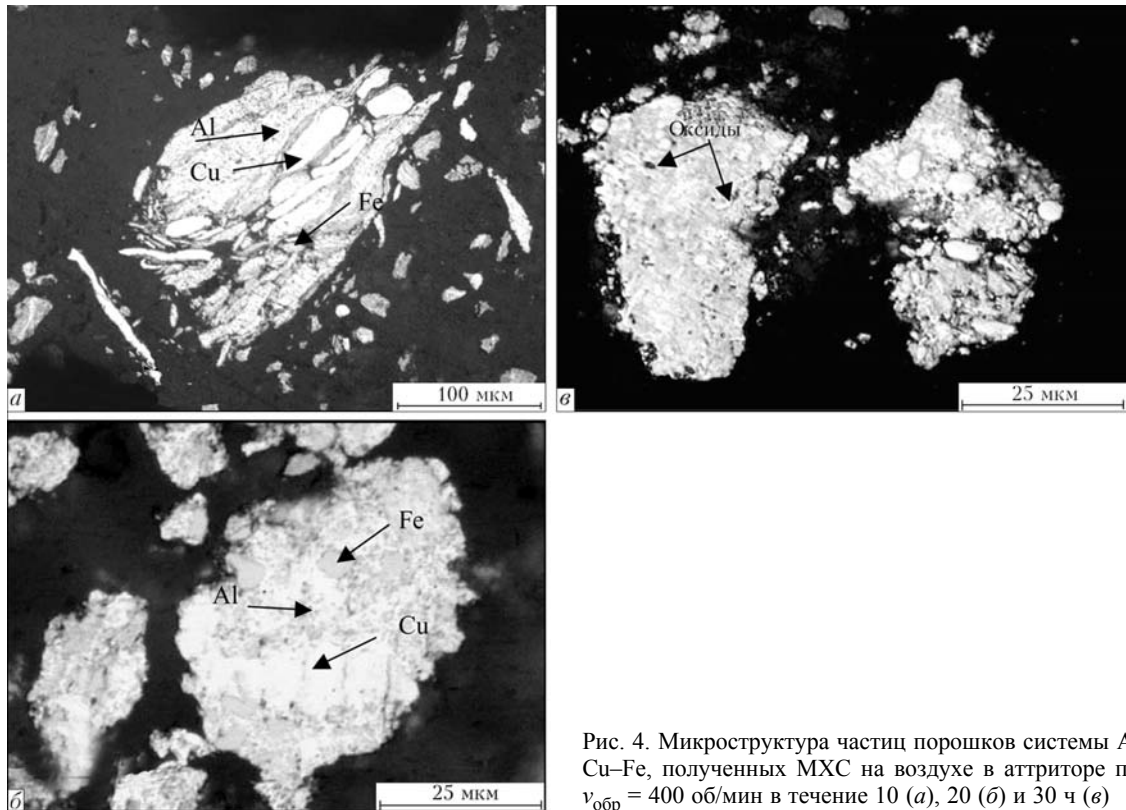 Al
Cu
Fe
а
100 мкм
Оксиды
в
25 мкм
Fe
Al
Cu
б
25 мкм
Рис. 4. Микроструктура частиц порошков системы A
Cu–Fe, полученных МХС на воздухе в аттриторе п
vобр = 400 об/мин в течение 10 (а), 20 (б) и 30 ч (в)